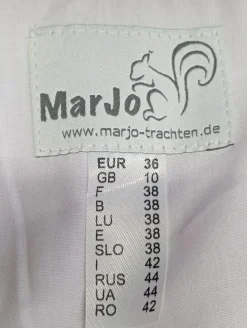 MarJo
www.marjo-trachten.de
EUR 36
GB 10
F 38
B 38
LU 38
E 38
SLO 38
I 42
RUS 44
UA 44
RO 42